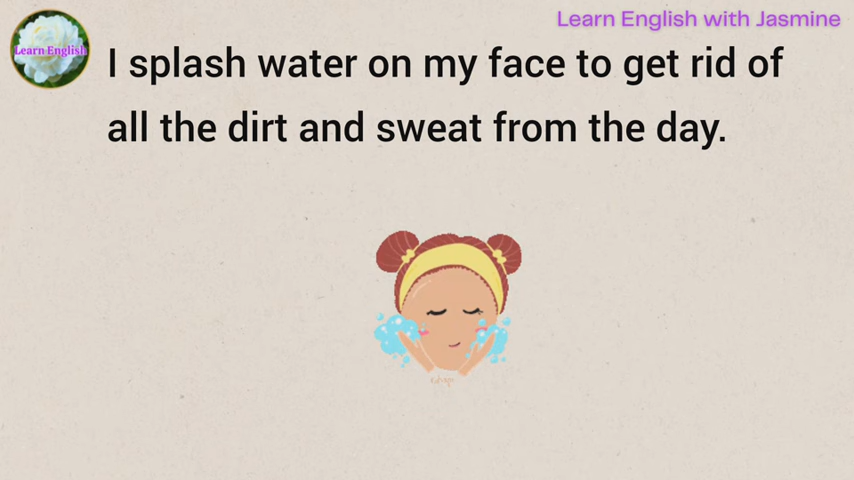 Learn English with Jasmine
Learn English
I splash water on my face to get rid of
all the dirt and sweat from the day.